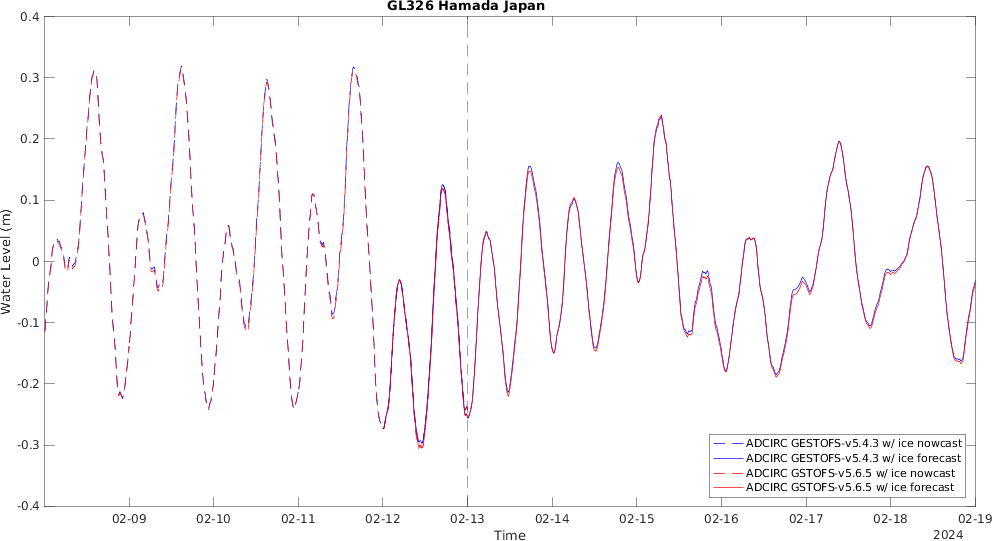 GL326 Hamada Japan
0.4
0.3
0.2
0.1
0
-0.1
-0.2
-0.3
-0.4
Water Level (m)
02-09 02-10 02-11 02-12 02-13 02-14 02-15 02-16 02-17 02-18 02-19
Time
2024
ADCIRC GESTOFS-v5.4.3 w/ ice nowcast
ADCIRC GESTOFS-v5.4.3 w/ ice forecast
ADCIRC GSTOFS-v5.6.5 w/ ice nowcast
ADCIRC GSTOFS-v5.6.5 w/ ice forecast